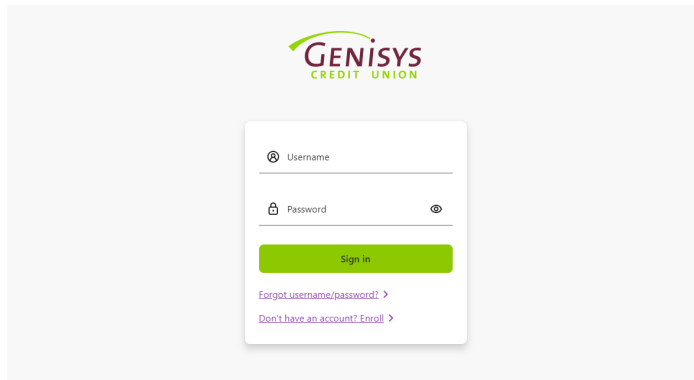 GENiSYS
CREDIT UNION
Username
Password
Sign in
Forgot username/password?
Don't have an account? Enroll